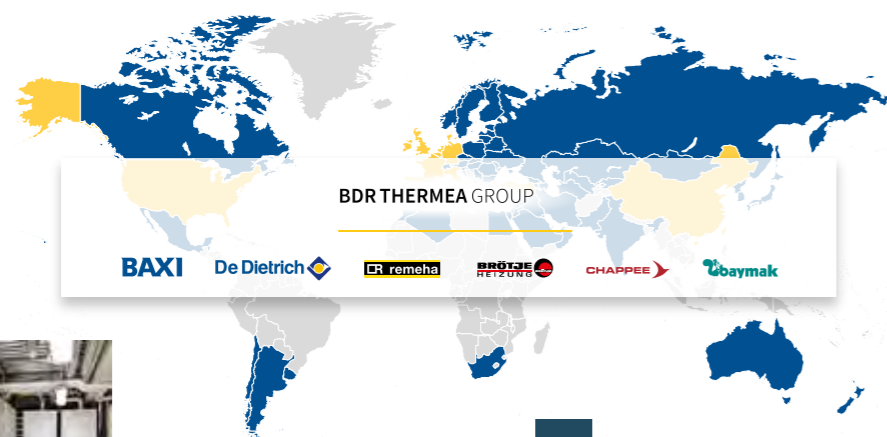 BDR THERMEA GROUP
BAXI De Dietrich remeha BRÖTJE HEIZUNG CHAPPEE baymak